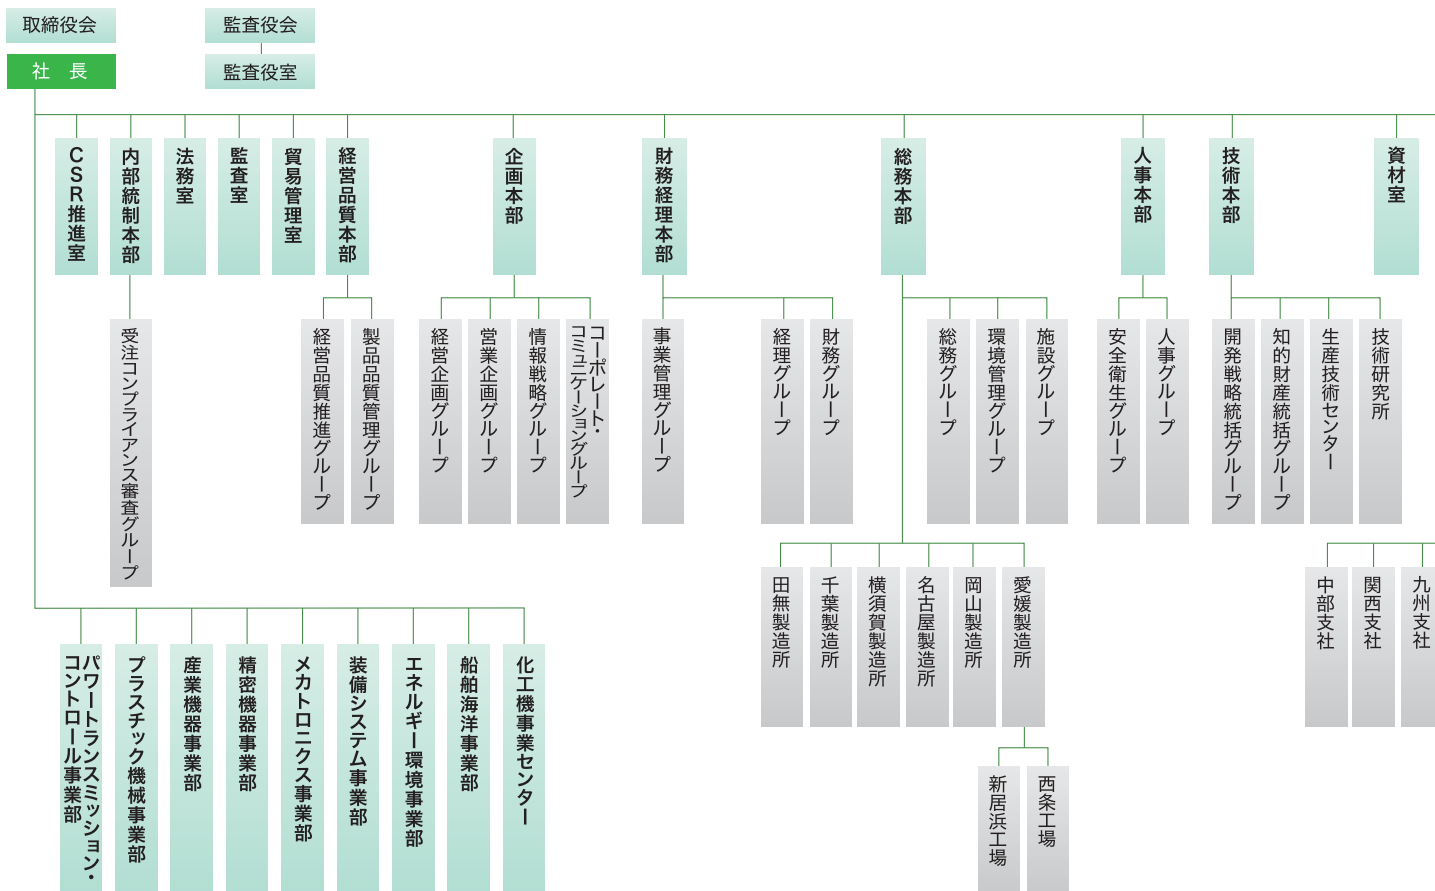 取締役会
監査役会
社　長
監査役室
CSR推進室
内部統制本部
法務室
監査室
貿易管理室
経営品質本部
企画本部
財務経理本部
総務本部
人事本部
技術本部
資材室
受注コンプライアンス審査グループ
経営品質推進グループ
製品品質管理グループ
経営企画グループ
営業企画グループ
情報戦略グループ
コーポレート・
コミュニケーショングループ
事業管理グループ
経理グループ
財務グループ
総務グループ
環境管理グループ
施設グループ
安全衛生グループ
人事グループ
開発戦略統括グループ
知的財産統括グループ
生産技術センター
技術研究所
田無製造所
千葉製造所
横須賀製造所
名古屋製造所
岡山製造所
愛媛製造所
中部支社
関西支社
九州支社
新居浜工場
西条工場
パワートランスミッション・
コントロール事業部
プラスチック機械事業部
産業機器事業部
精密機器事業部
メカトロニクス事業部
装備システム事業部
エネルギー環境事業部
船舶海洋事業部
化工機事業センター